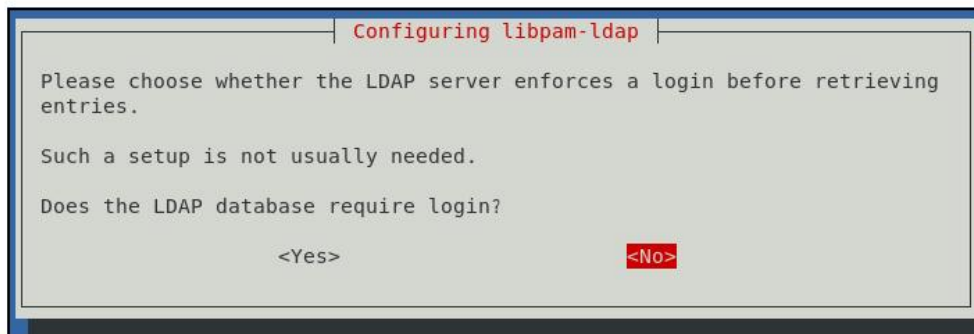 Configuring libpam-ldap
Please choose whether the LDAP server enforces a login before retrieving
entries.
Such a setup is not usually needed.
Does the LDAP database require login?
<Yes> <No>